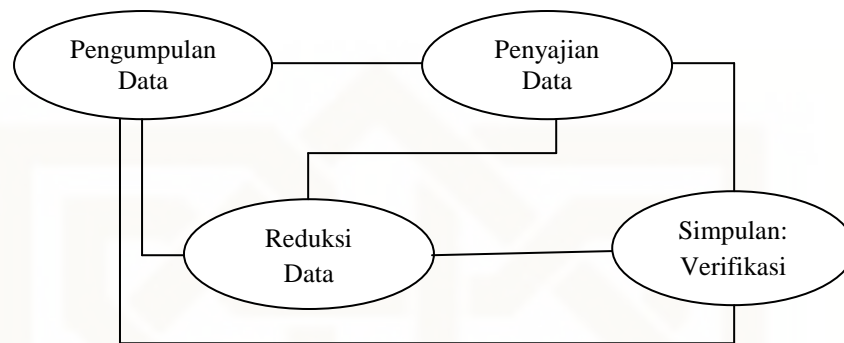 Pengumpulan
Data
Penyajian
Data
Reduksi
Data
Simpulan:
Verifikasi